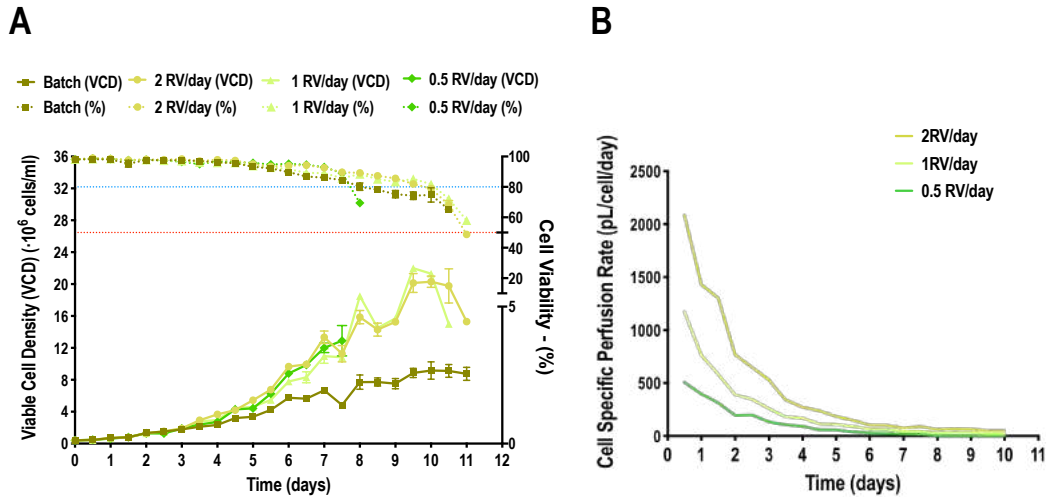 A
Batch (VCD) 2 RV/day (VCD) 1 RV/day (VCD) 0.5 RV/day (VCD)
Batch (%) 2 RV/day (%) 1 RV/day (%) 0.5 RV/day (%)
Viable Cell Density (VCD) (·10⁶ cells/ml)
36
32
28
24
20
16
12
8
4
0
100
80
60
40
20
5
0
Cell Viability - (%)
0 1 2 3 4 5 6 7 8 9 10 11 12
Time (days)
B
2RV/day
1RV/day
0.5 RV/day
Cell Specific Perfusion Rate (pL/cell/day)
2500
2000
1500
1000
500
0
0 1 2 3 4 5 6 7 8 9 10 11
Time (days)